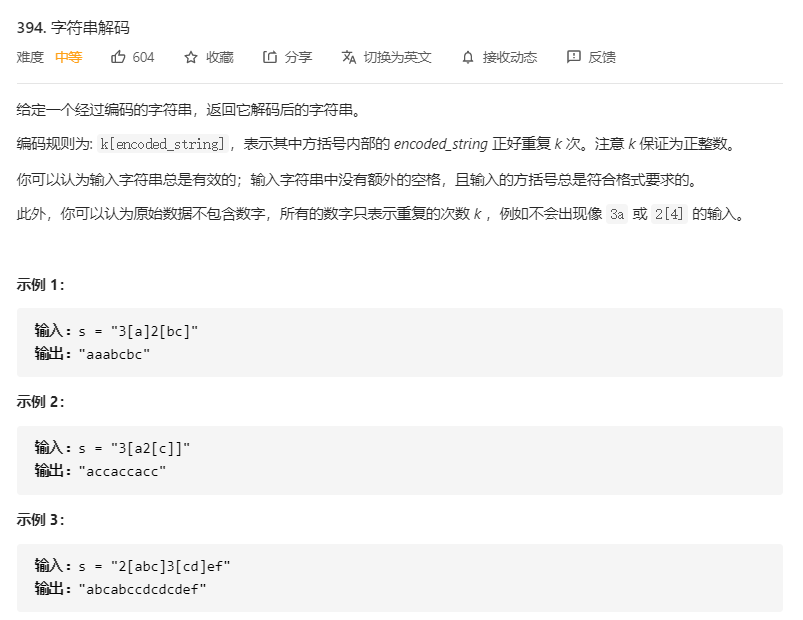 394. 字符串解码
难度 中等 604 收藏 分享 切换为英文 接收动态 反馈
给定一个经过编码的字符串，返回它解码后的字符串。
编码规则为: k[encoded_string]，表示其中方括号内部的 encoded_string 正好重复 k 次。注意 k 保证为正整数。
你可以认为输入字符串总是有效的；输入字符串中没有额外的空格，且输入的方括号总是符合格式要求的。
此外，你可以认为原始数据不包含数字，所有的数字只表示重复的次数 k ，例如不会出现像 3a 或 2[4] 的输入。
示例 1：
输入：s = "3[a]2[bc]"
输出："aaabcbc"
示例 2：
输入：s = "3[a2[c]]"
输出："accaccacc"
示例 3：
输入：s = "2[abc]3[cd]ef"
输出："abcabccdcdcdef"